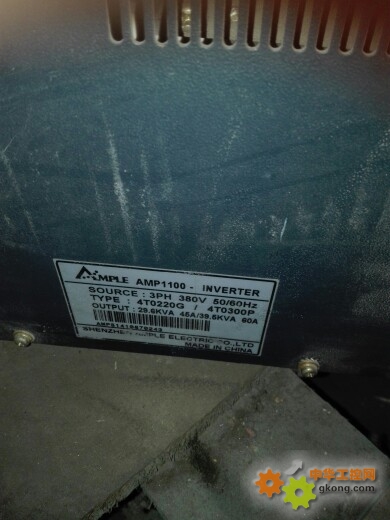 AMPLE AMP1100 - INVERTER
SOURCE : 3PH 380V 50/60Hz
TYPE : 4T0220G / 4T0300P
OUTPUT : 29.6KVA 45A/39.5KVA 60A
SHENZHEN AMPLE ELECTRIC CO.,LTD
MADE IN CHINA
中华工控网
gkong.com